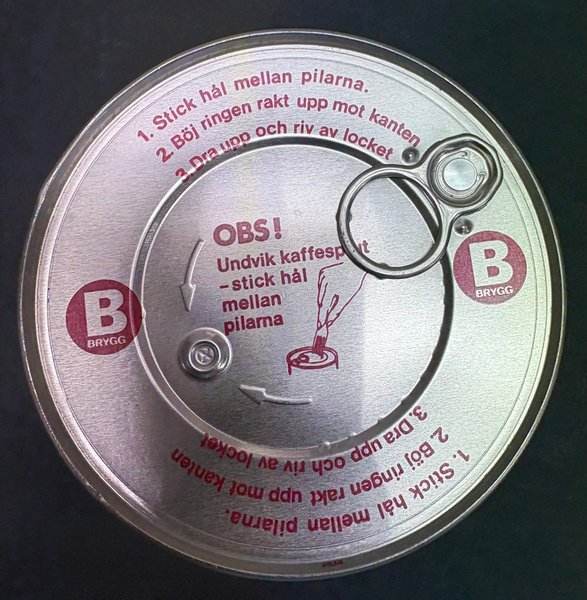 1. Stick hål mellan pilarna.
2. Böj ringen rakt upp mot kanten
3. Dra upp och riv av locket
OBS!
Undvik kaffesprut
–stick hål
mellan
pilarna
B
BRYGG
B
BRYGG
1. Stick hål mellan pilarna.
2. Böj ringen rakt upp mot kanten
3. Dra upp och riv av locket